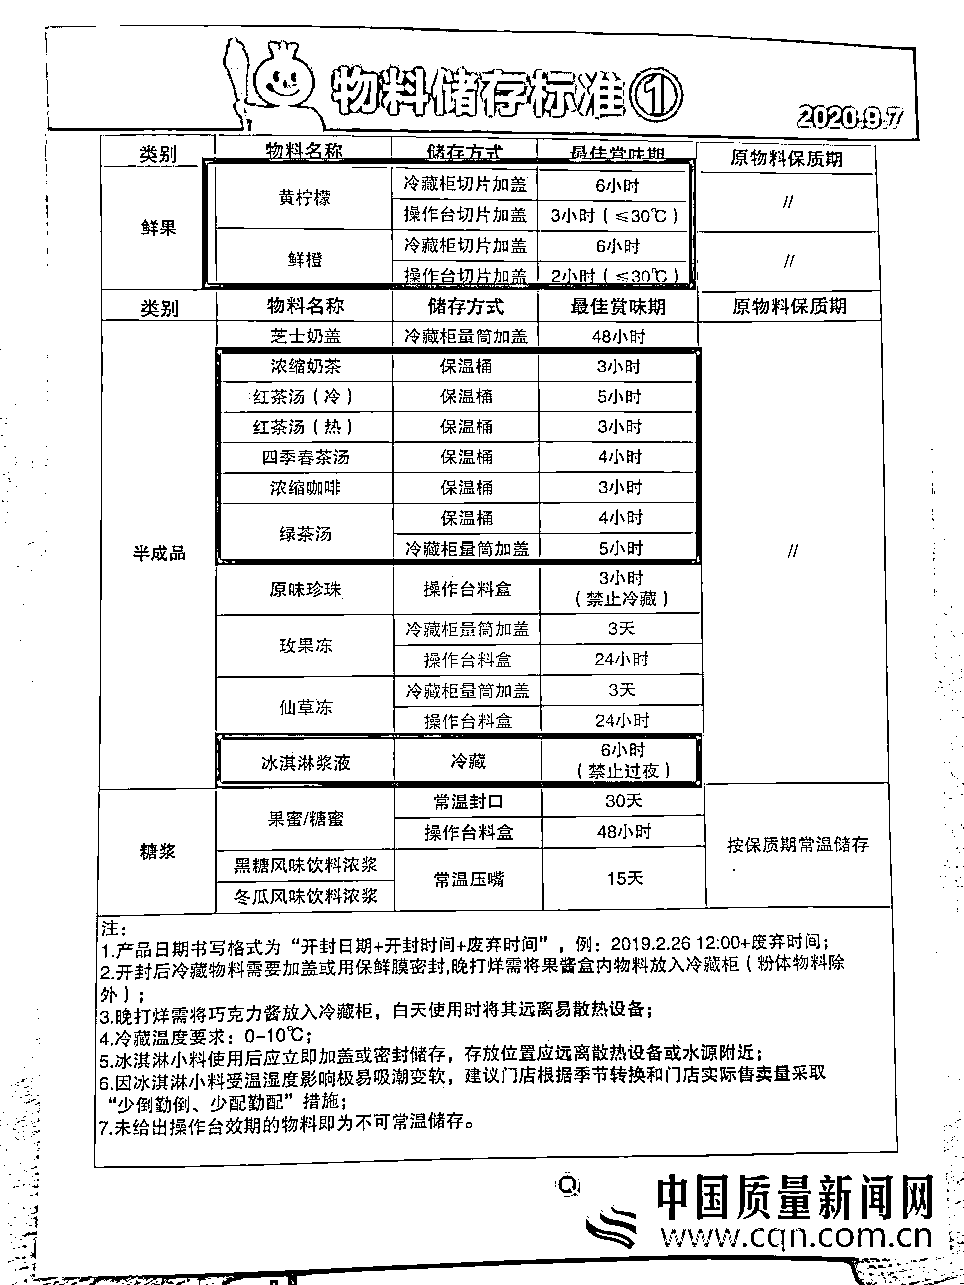 物料储存标准①
2020.9.7
类别 物料名称 储存方式 最佳赏味期 原物料保质期
鲜果 黄柠檬 冷藏柜切片加盖 6小时 //
操作台切片加盖 3小时（≤30℃）
鲜橙 冷藏柜切片加盖 6小时 //
操作台切片加盖 2小时（≤30℃）
类别 物料名称 储存方式 最佳赏味期 原物料保质期
半成品 芝士奶盖 冷藏柜量筒加盖 48小时 //
浓缩奶茶 保温桶 3小时
红茶汤（冷） 保温桶 5小时
红茶汤（热） 保温桶 3小时
四季春茶汤 保温桶 4小时
浓缩咖啡 保温桶 3小时
绿茶汤 保温桶 4小时
冷藏柜量筒加盖 5小时
原味珍珠 操作台料盒 3小时
（禁止冷藏）
玫果冻 冷藏柜量筒加盖 3天
操作台料盒 24小时
仙草冻 冷藏柜量筒加盖 3天
操作台料盒 24小时
冰淇淋浆液 冷藏 6小时
（禁止过夜）
糖浆 果蜜/糖蜜 常温封口 30天 按保质期常温储存
操作台料盒 48小时
黑糖风味饮料浓浆 常温压嘴 15天
冬瓜风味饮料浓浆
注：
1.产品日期书写格式为“开封日期+开封时间+废弃时间”，例：2019.2.26 12:00+废弃时间；
2.开封后冷藏物料需要加盖或用保鲜膜密封,晚打烊需将果酱盒内物料放入冷藏柜（粉体物料除
外）；
3.晚打烊需将巧克力酱放入冷藏柜，白天使用时将其远离易散热设备；
4.冷藏温度要求：0-10℃；
5.冰淇淋小料使用后应立即加盖或密封储存，存放位置应远离散热设备或水源附近；
6.因冰淇淋小料受温湿度影响极易吸潮变软，建议门店根据季节转换和门店实际售卖量采取
“少倒勤倒、少配勤配”措施；
7.未给出操作台效期的物料即为不可常温储存。
中国质量新闻网
www.cqn.com.cn